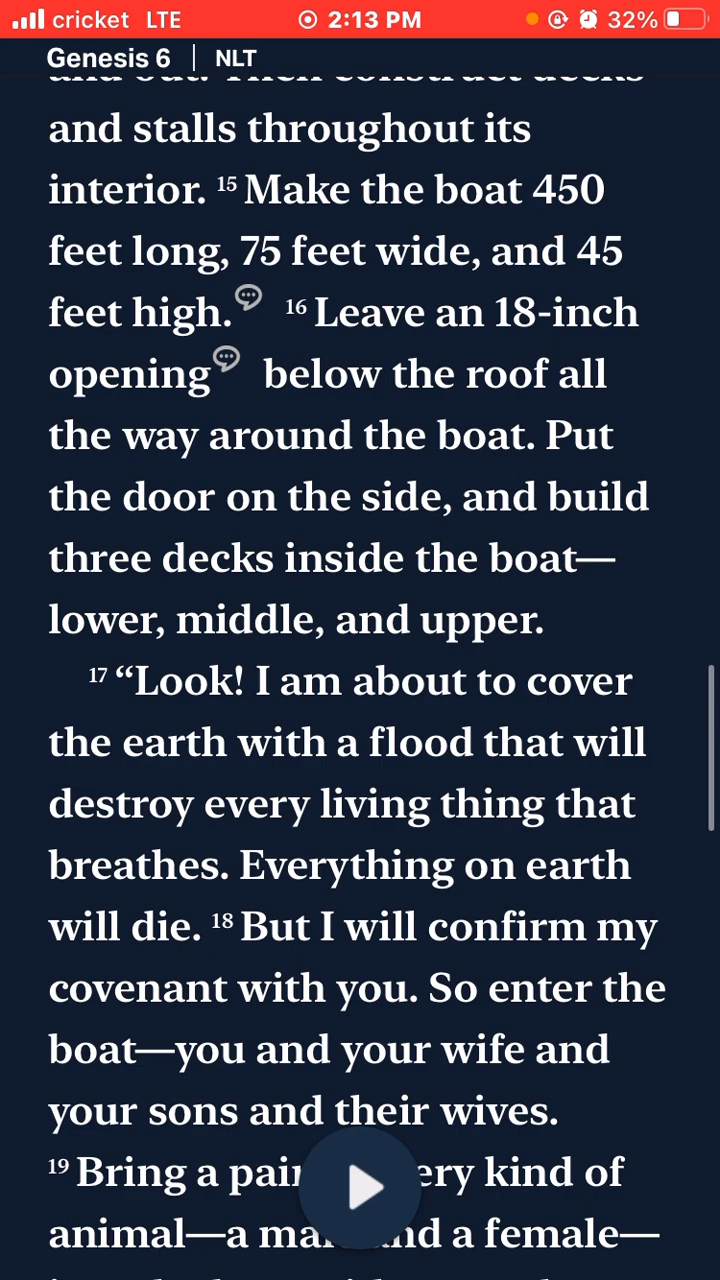 cricket LTE 2:13 PM 32%
Genesis 6 | NLT
and stalls throughout its
interior. 15 Make the boat 450
feet long, 75 feet wide, and 45
feet high. 16 Leave an 18-inch
opening below the roof all
the way around the boat. Put
the door on the side, and build
three decks inside the boat—
lower, middle, and upper.
17 “Look! I am about to cover
the earth with a flood that will
destroy every living thing that
breathes. Everything on earth
will die. 18 But I will confirm my
covenant with you. So enter the
boat—you and your wife and
your sons and their wives.
19 Bring a pair ery kind of
animal—a ma nd a female—